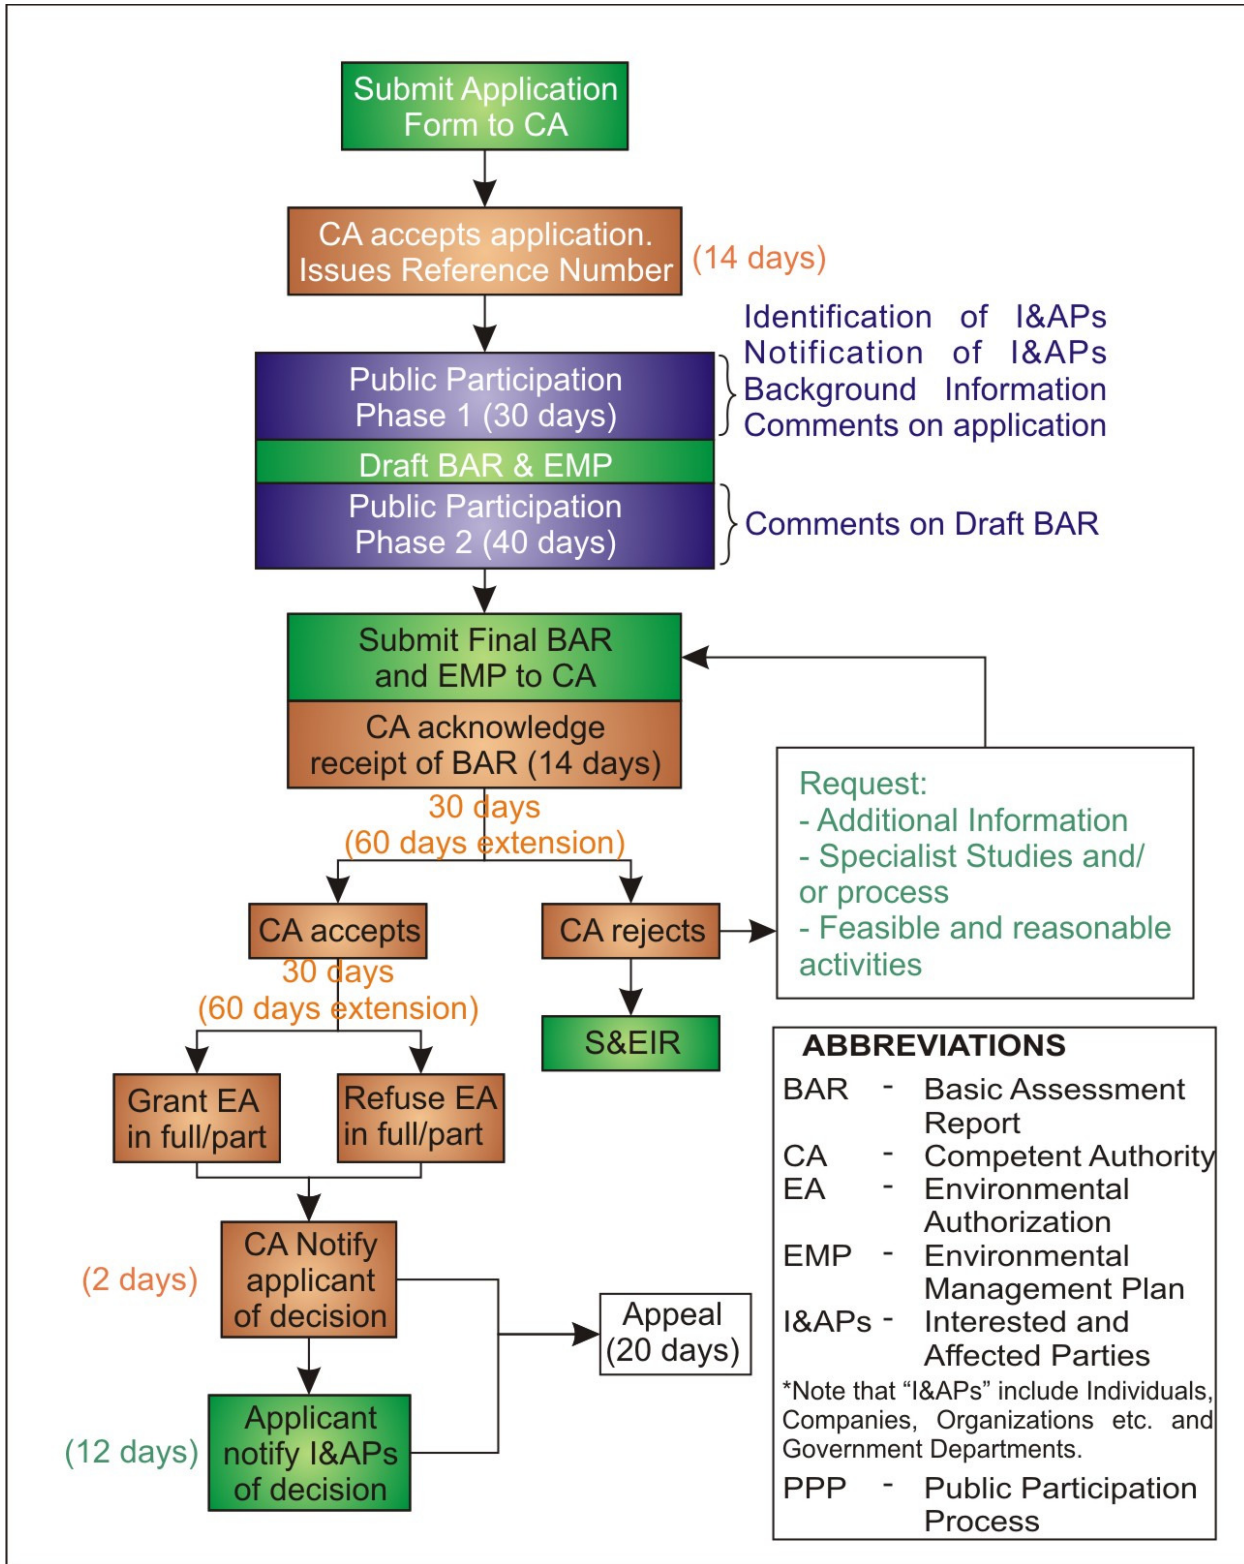 Submit Application
Form to CA
CA accepts application.
Issues Reference Number
(14 days)
Public Participation
Phase 1 (30 days)
Identification of I&APs
Notification of I&APs
Background Information
Comments on application
Draft BAR & EMP
Public Participation
Phase 2 (40 days)
Comments on Draft BAR
Submit Final BAR
and EMP to CA
CA acknowledge
receipt of BAR (14 days)
30 days
(60 days extension)
Request:
- Additional Information
- Specialist Studies and/
or process
- Feasible and reasonable
activities
CA accepts
CA rejects
30 days
(60 days extension)
S&EIR
Grant EA
in full/part
Refuse EA
in full/part
CA Notify
applicant
of decision
(2 days)
Appeal
(20 days)
Applicant
notify I&APs
of decision
(12 days)
ABBREVIATIONS
BAR - Basic Assessment
Report
CA - Competent Authority
EA - Environmental
Authorization
EMP - Environmental
Management Plan
I&APs - Interested and
Affected Parties
*Note that “I&APs” include Individuals,
Companies, Organizations etc. and
Government Departments.
PPP - Public Participation
Process